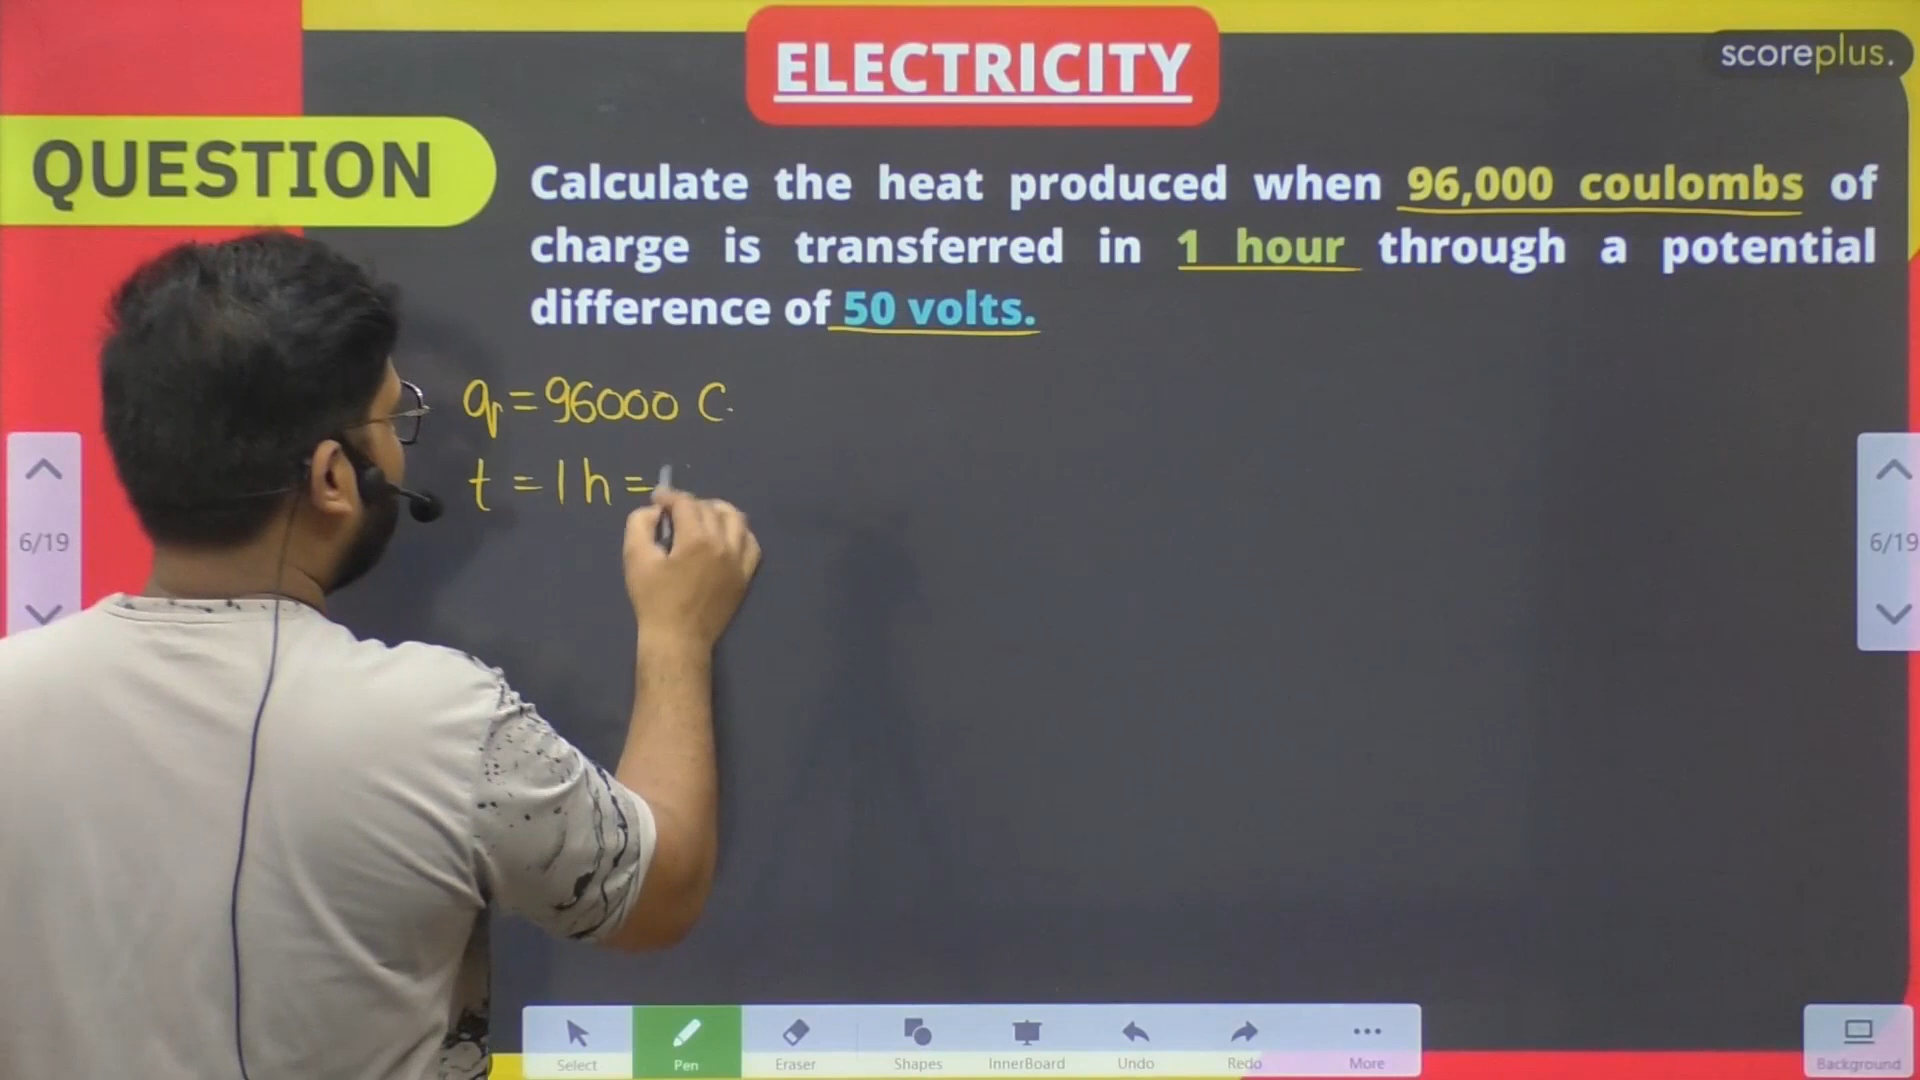 ELECTRICITY
scoreplus.
QUESTION
Calculate the heat produced when 96,000 coulombs of
charge is transferred in 1 hour through a potential
difference of 50 volts.
q = 96000 C.
t = 1 h =
6/19
6/19
Select
Pen
Eraser
Shapes
InnerBoard
Undo
Redo
More
Background